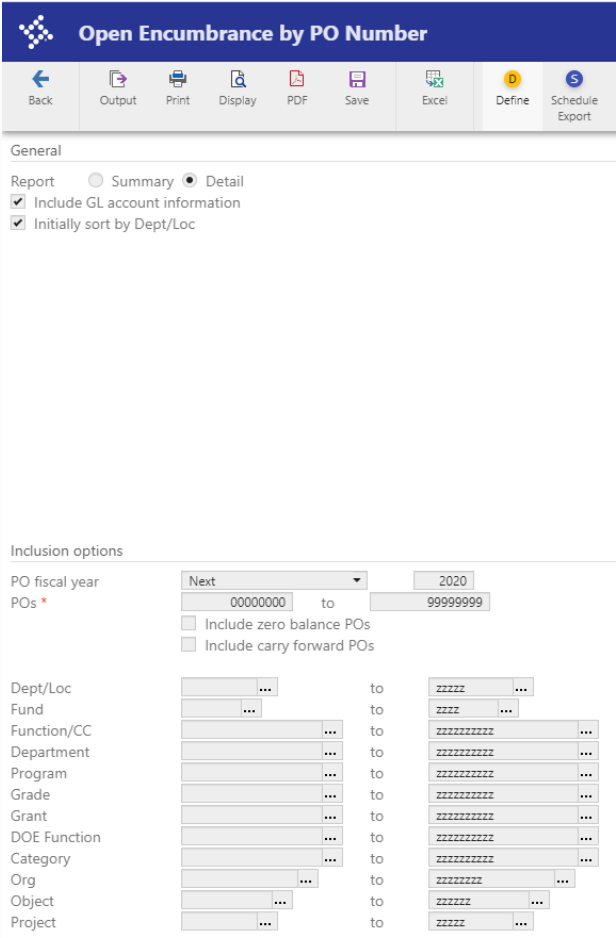 Open Encumbrance by PO Number
Back Output Print Display PDF Save Excel D Define S Schedule Export
General
Report Summary Detail
Include GL account information
Initially sort by Dept/Loc
Inclusion options
PO fiscal year Next 2020
POs * 00000000 to 99999999
Include zero balance POs
Include carry forward POs
Dept/Loc ... to zzzzz ...
Fund ... to zzzz ...
Function/CC ... to zzzzzzzzzz ...
Department ... to zzzzzzzzzz ...
Program ... to zzzzzzzzzz ...
Grade ... to zzzzzzzzzz ...
Grant ... to zzzzzzzzzz ...
DOE Function ... to zzzzzzzzzz ...
Category ... to zzzzzzzzzz ...
Org ... to zzzzzzzz ...
Object ... to zzzzzz ...
Project ... to zzzzz ...